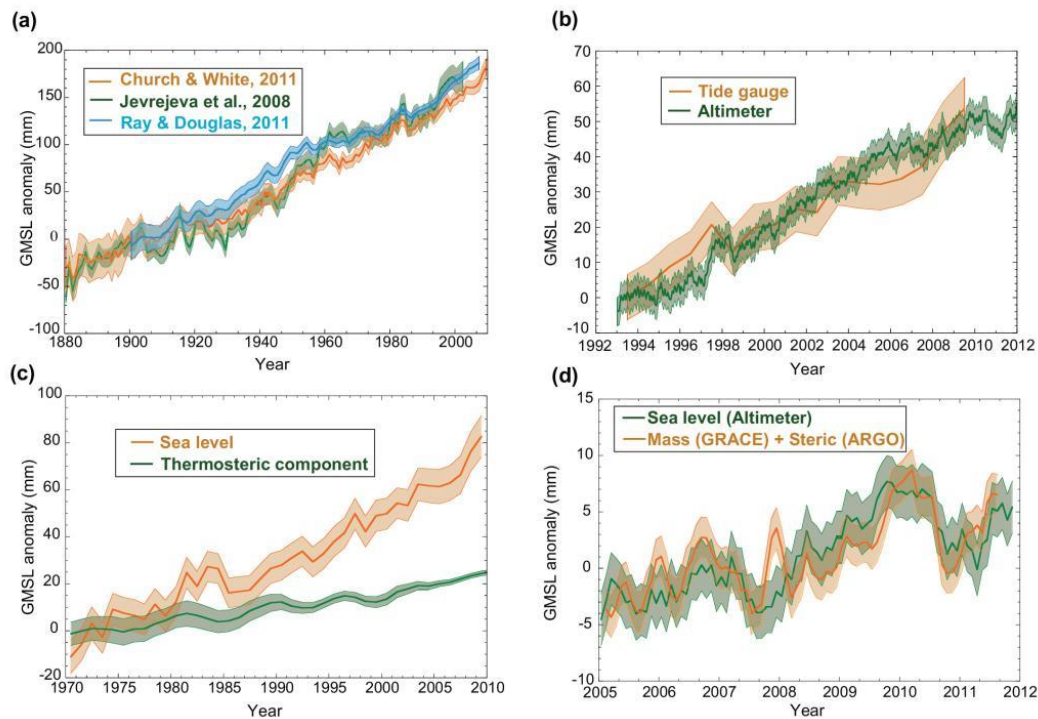 (a)
200
150
100
50
0
-50
-100
GMSL anomaly (mm)
Church & White, 2011
Jevrejeva et al., 2008
Ray & Douglas, 2011
1880 1900 1920 1940 1960 1980 2000
Year
(b)
70
60
50
40
30
20
10
0
-10
GMSL anomaly (mm)
Tide gauge
Altimeter
1992 1994 1996 1998 2000 2002 2004 2006 2008 2010 2012
Year
(c)
100
80
60
40
20
0
-20
GMSL anomaly (mm)
Sea level
Thermosteric component
1970 1975 1980 1985 1990 1995 2000 2005 2010
Year
(d)
15
10
5
0
-5
-10
GMSL anomaly (mm)
Sea level (Altimeter)
Mass (GRACE) + Steric (ARGO)
2005 2006 2007 2008 2009 2010 2011 2012
Year